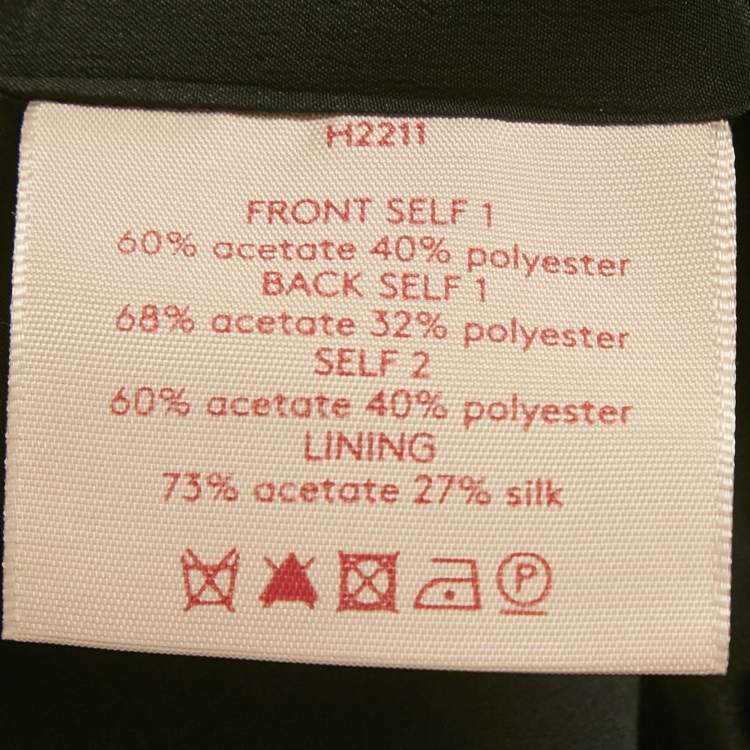 H2211
FRONT SELF 1
60% acetate 40% polyester
BACK SELF 1
68% acetate 32% polyester
SELF 2
60% acetate 40% polyester
LINING
73% acetate 27% silk
P